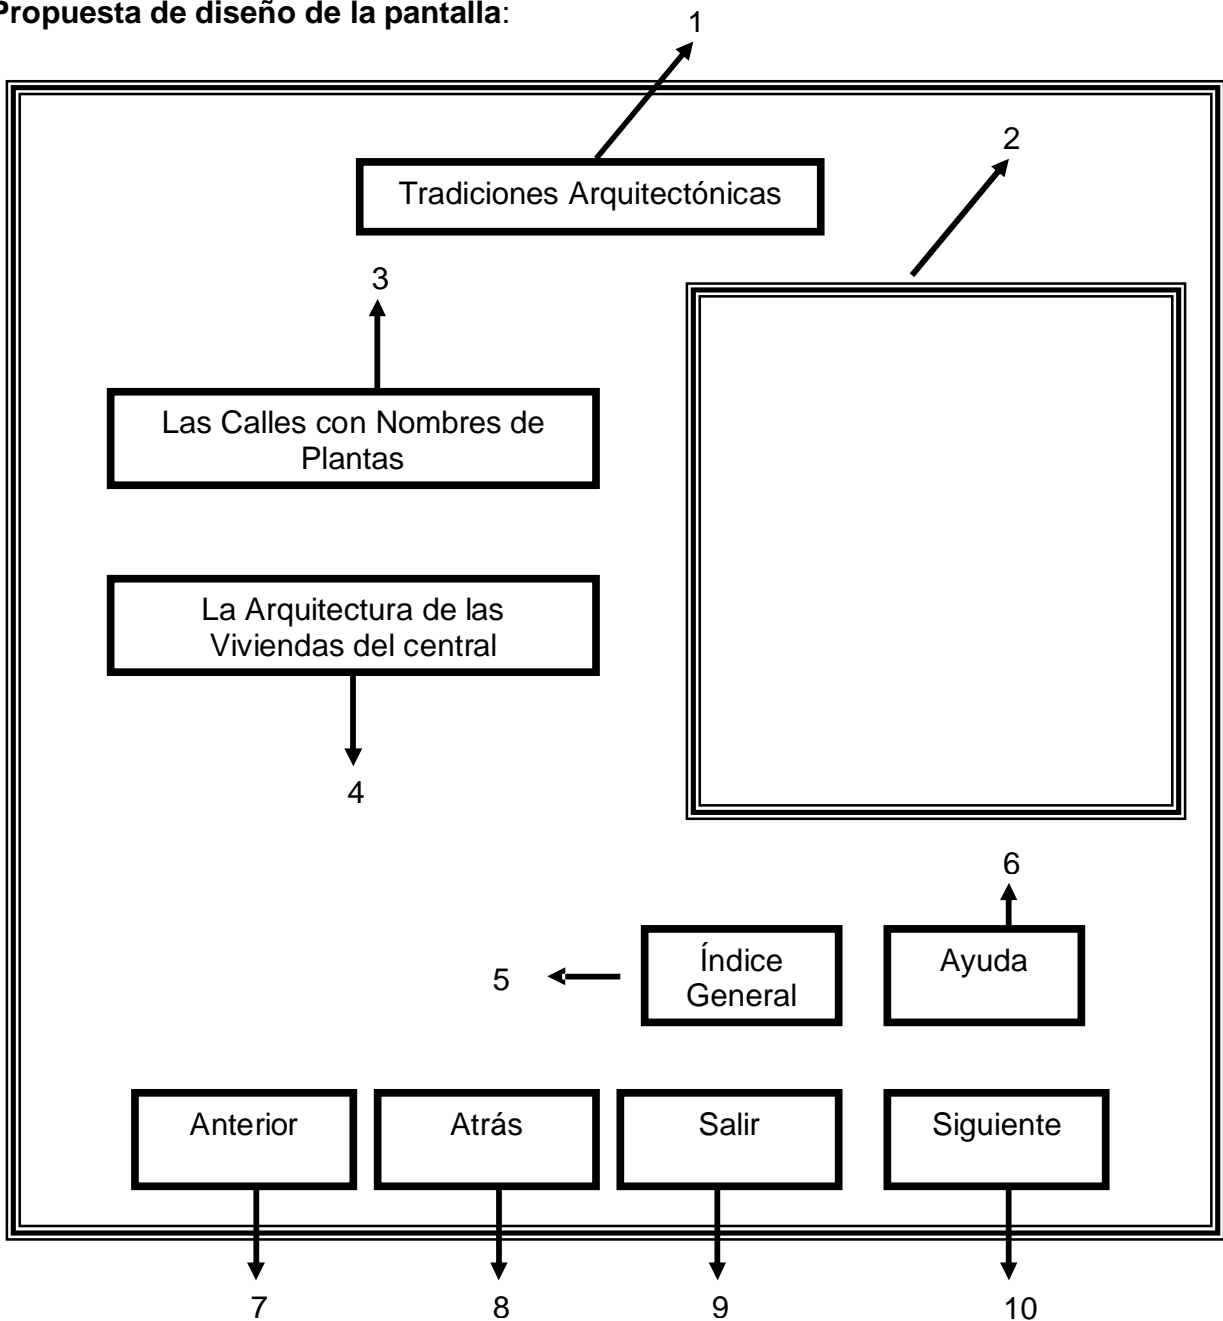 Propuesta de diseño de la pantalla:
1
2
Tradiciones Arquitectónicas
3
Las Calles con Nombres de
Plantas
La Arquitectura de las
Viviendas del central
4
6
5
Índice
General
Ayuda
Anterior
Atrás
Salir
Siguiente
7
8
9
10